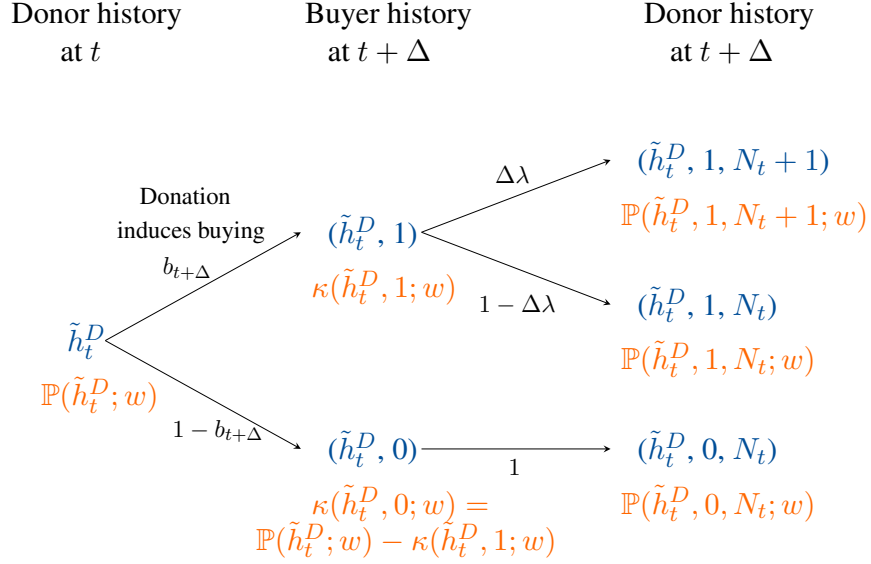 Donor history
at t
Buyer history
at t + Δ
Donor history
at t + Δ
Donation
induces buying
b_{t+Δ}
1 − b_{t+Δ}
h̃_t^D
ℙ(h̃_t^D; w)
(h̃_t^D, 1)
κ(h̃_t^D, 1; w)
(h̃_t^D, 0)
κ(h̃_t^D, 0; w) =
ℙ(h̃_t^D; w) − κ(h̃_t^D, 1; w)
Δλ
1 − Δλ
1
(h̃_t^D, 1, N_t + 1)
ℙ(h̃_t^D, 1, N_t + 1; w)
(h̃_t^D, 1, N_t)
ℙ(h̃_t^D, 1, N_t; w)
(h̃_t^D, 0, N_t)
ℙ(h̃_t^D, 0, N_t; w)